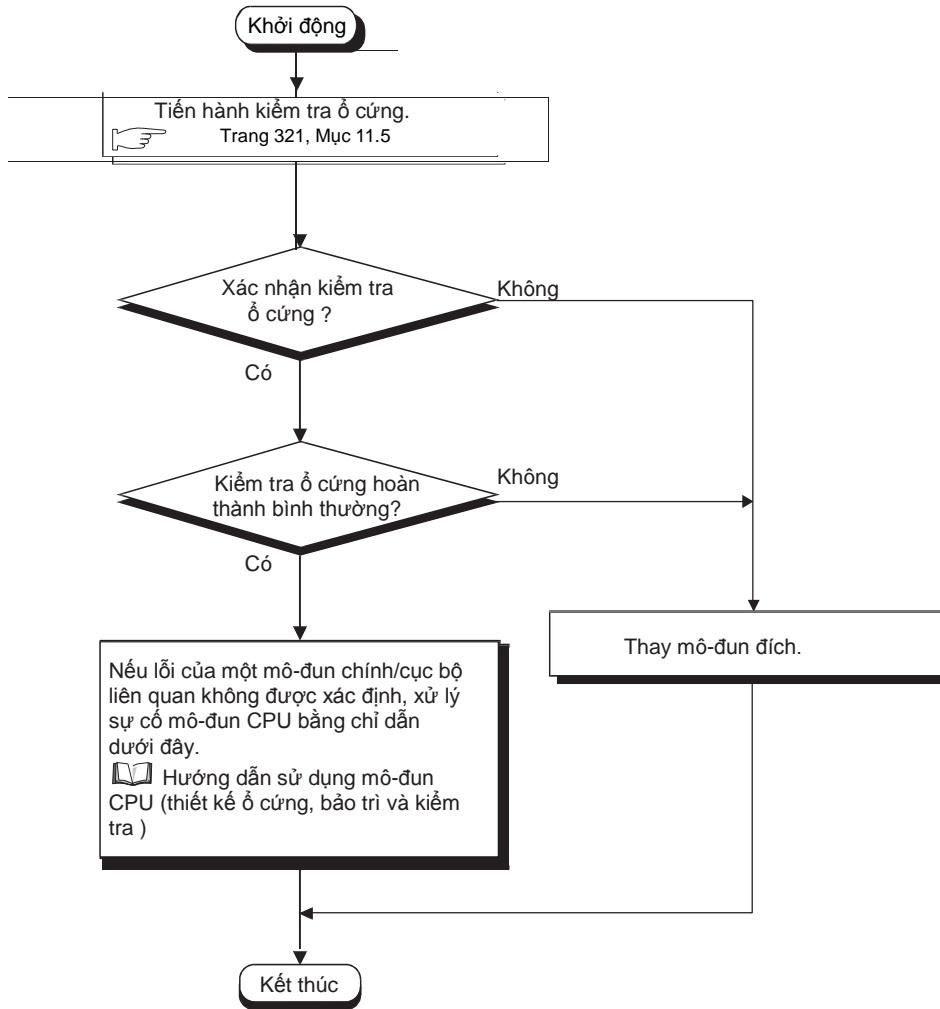 Khởi động
Tiến hành kiểm tra ổ cứng.
Trang 321, Mục 11.5
Xác nhận kiểm tra
ổ cứng ?
Không
Có
Kiểm tra ổ cứng hoàn
thành bình thường?
Không
Có
Nếu lỗi của một mô-đun chính/cục bộ
liên quan không được xác định, xử lý
sự cố mô-đun CPU bằng chỉ dẫn
dưới đây.
Hướng dẫn sử dụng mô-đun
CPU (thiết kế ổ cứng, bảo trì và kiểm
tra )
Thay mô-đun đích.
Kết thúc